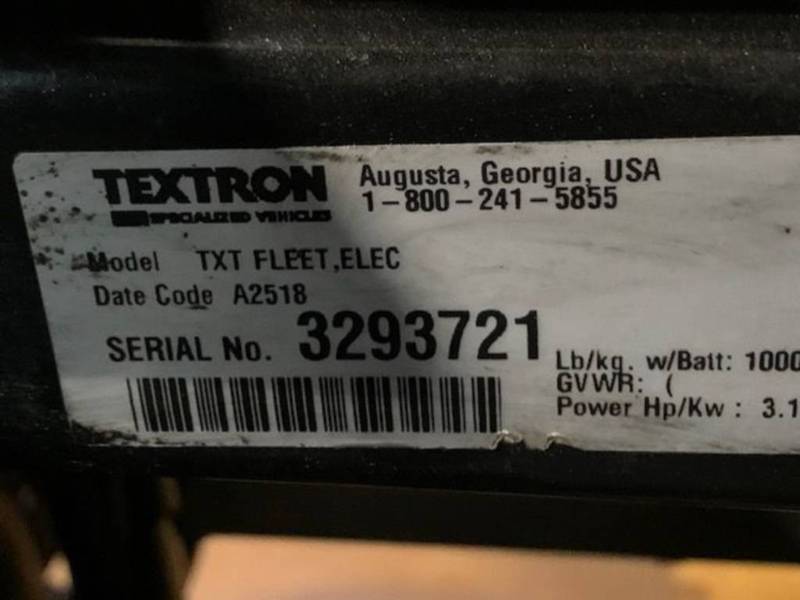 TEXTRON
SPECIALIZED VEHICLES
Augusta, Georgia, USA
1-800-241-5855
Model TXT FLEET,ELEC
Date Code A2518
SERIAL No. 3293721
Lb/kg. w/Batt: 1000
GVWR: (
Power Hp/Kw : 3.1